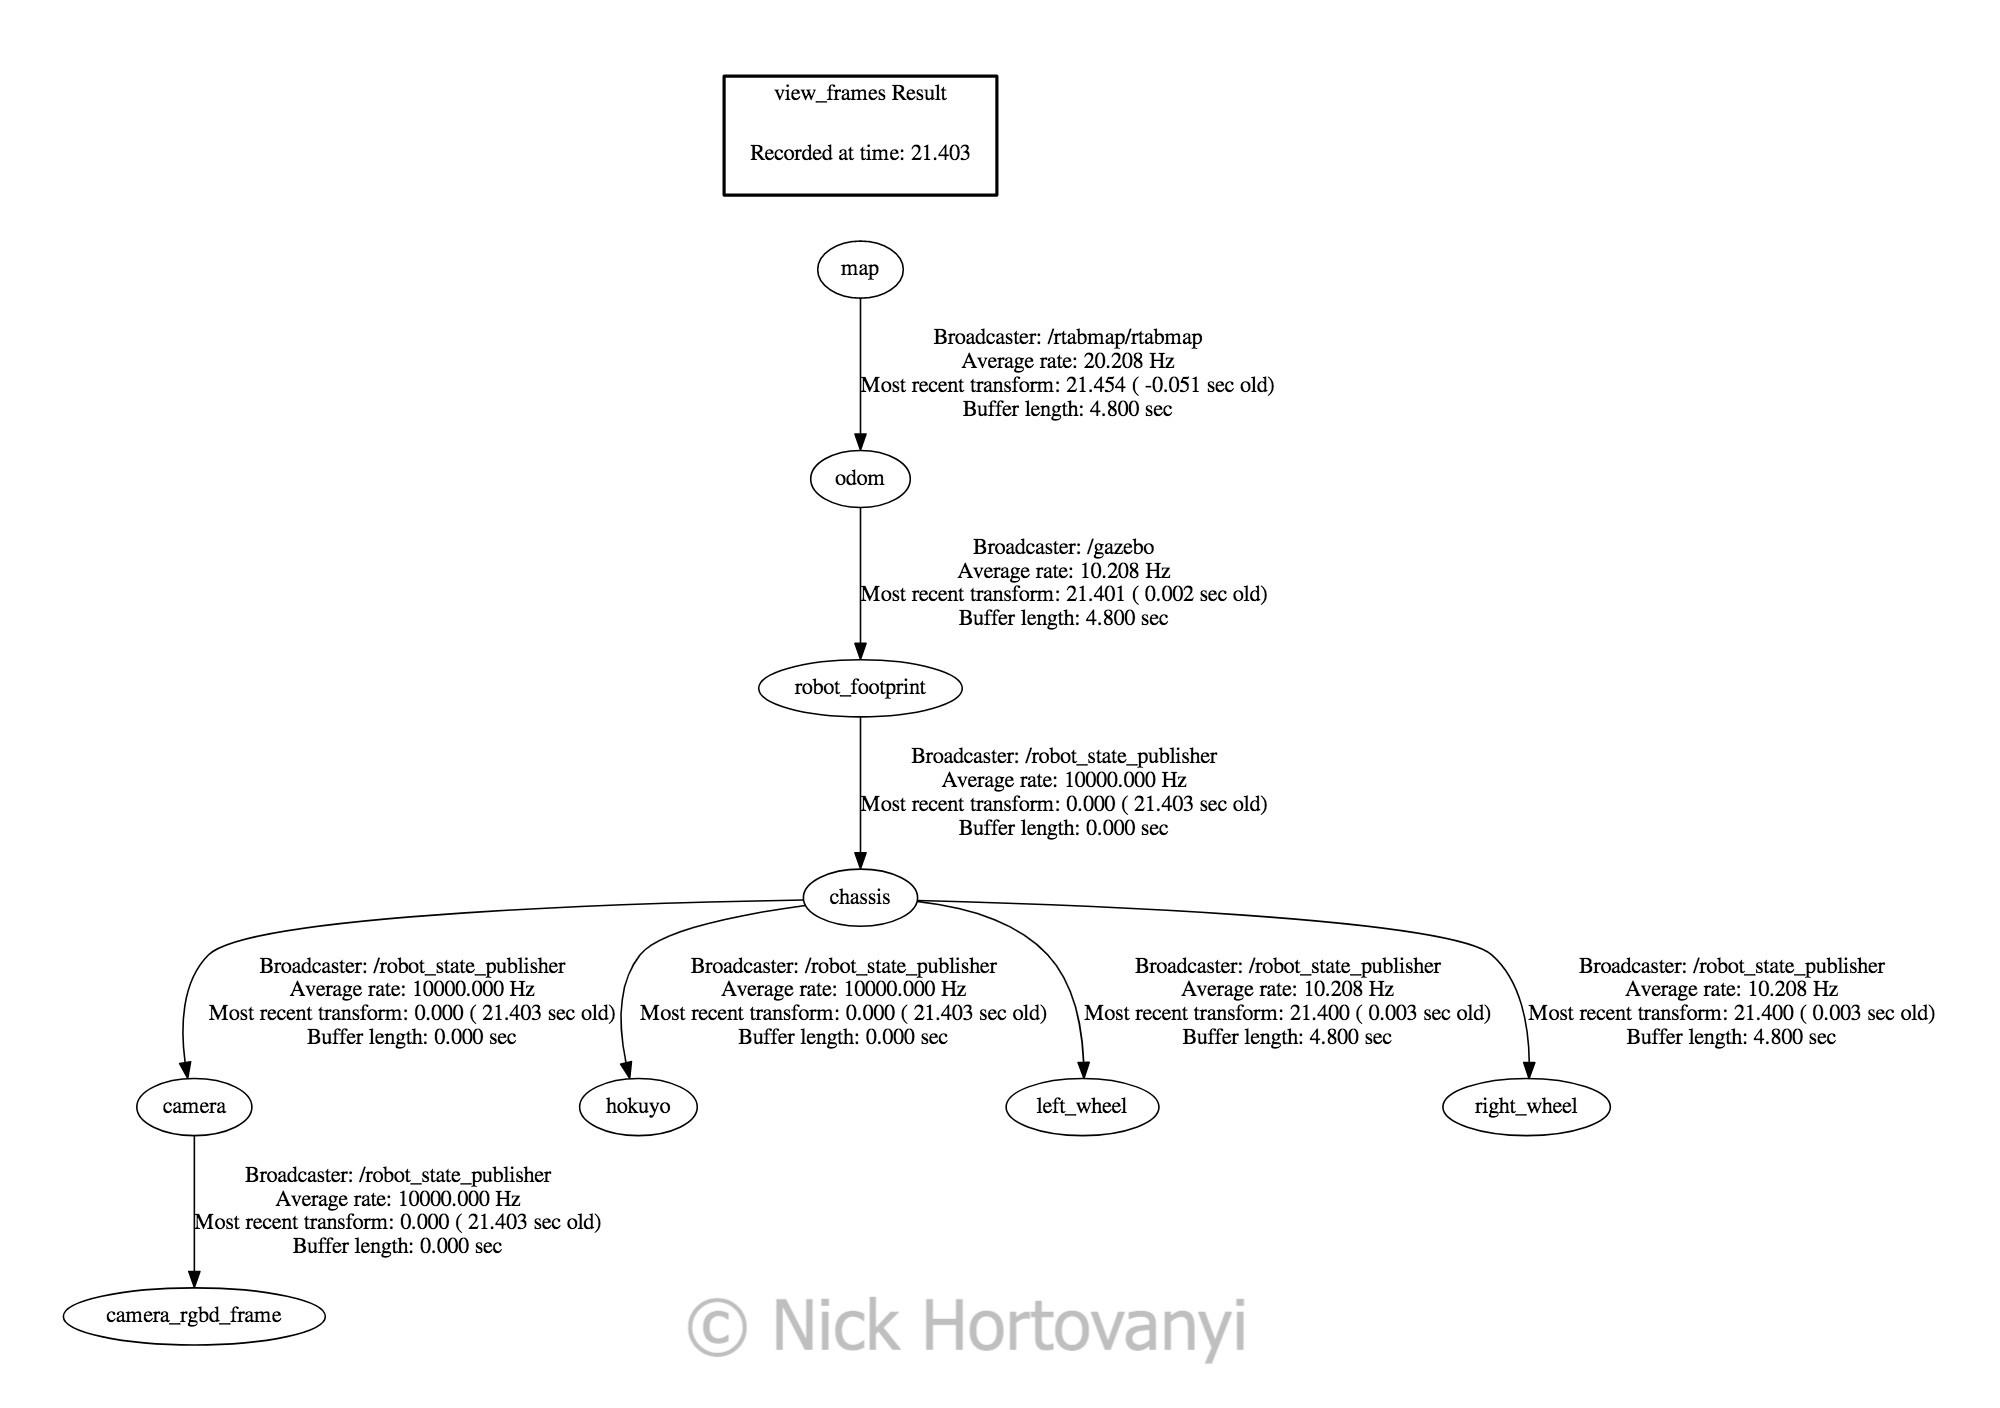 view_frames Result
Recorded at time: 21.403
map
Broadcaster: /rtabmap/rtabmap
Average rate: 20.208 Hz
Most recent transform: 21.454 ( -0.051 sec old)
Buffer length: 4.800 sec
odom
Broadcaster: /gazebo
Average rate: 10.208 Hz
Most recent transform: 21.401 ( 0.002 sec old)
Buffer length: 4.800 sec
robot_footprint
Broadcaster: /robot_state_publisher
Average rate: 10000.000 Hz
Most recent transform: 0.000 ( 21.403 sec old)
Buffer length: 0.000 sec
chassis
Broadcaster: /robot_state_publisher
Average rate: 10000.000 Hz
Most recent transform: 0.000 ( 21.403 sec old)
Buffer length: 0.000 sec
Broadcaster: /robot_state_publisher
Average rate: 10000.000 Hz
Most recent transform: 0.000 ( 21.403 sec old)
Buffer length: 0.000 sec
Broadcaster: /robot_state_publisher
Average rate: 10.208 Hz
Most recent transform: 21.400 ( 0.003 sec old)
Buffer length: 4.800 sec
Broadcaster: /robot_state_publisher
Average rate: 10.208 Hz
Most recent transform: 21.400 ( 0.003 sec old)
Buffer length: 4.800 sec
camera
hokuyo
left_wheel
right_wheel
Broadcaster: /robot_state_publisher
Average rate: 10000.000 Hz
Most recent transform: 0.000 ( 21.403 sec old)
Buffer length: 0.000 sec
camera_rgbd_frame
© Nick Hortovanyi